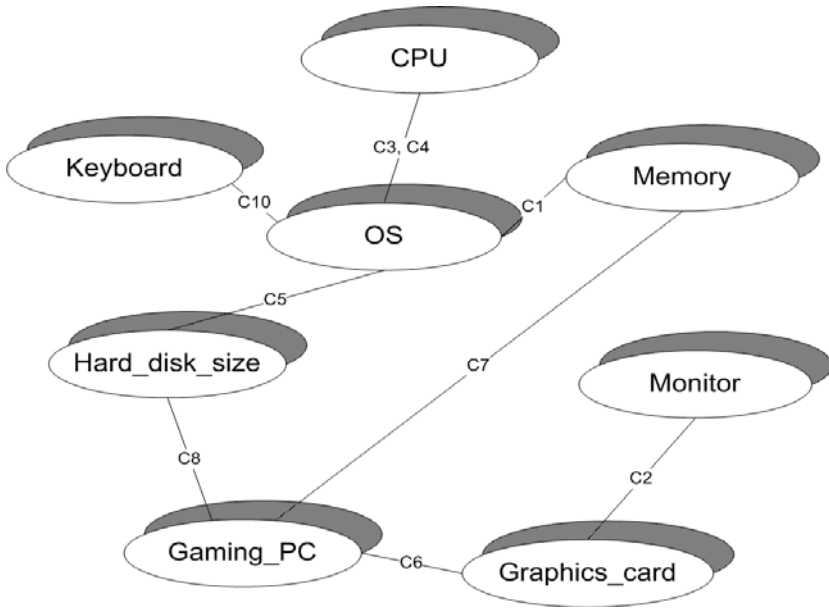 CPU
C3, C4
Keyboard
Memory
C10
C1
OS
C5
Hard_disk_size
C7
Monitor
C8
C2
Gaming_PC
C6
Graphics_card